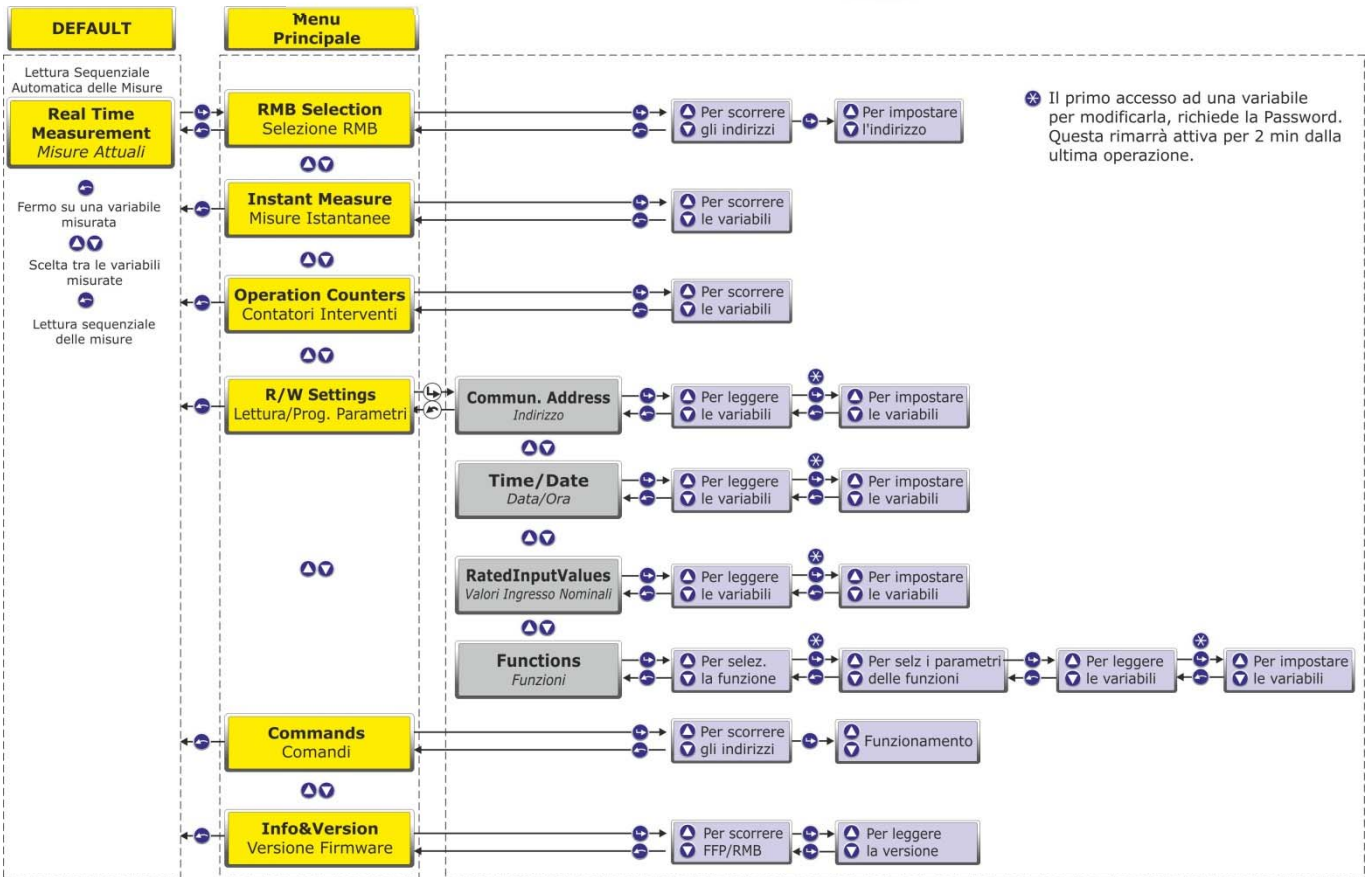 DEFAULT
Menu
Principale
Lettura Sequenziale
Automatica delle Misure
Real Time
Measurement
Misure Attuali
Fermo su una variabile
misurata
Scelta tra le variabili
misurate
Lettura sequenziale
delle misure
RMB Selection
Selezione RMB
Per scorrere
gli indirizzi
Per impostare
l'indirizzo
Il primo accesso ad una variabile
per modificarla, richiede la Password.
Questa rimarrà attiva per 2 min dalla
ultima operazione.
Instant Measure
Misure Istantanee
Per scorrere
le variabili
Operation Counters
Contatori Interventi
Per scorrere
le variabili
R/W Settings
Lettura/Prog. Parametri
Commun. Address
Indirizzo
Per leggere
le variabili
Per impostare
le variabili
Time/Date
Data/Ora
Per leggere
le variabili
Per impostare
le variabili
RatedInputValues
Valori Ingresso Nominali
Per leggere
le variabili
Per impostare
le variabili
Functions
Funzioni
Per selez.
la funzione
Per selz i parametri
delle funzioni
Per leggere
le variabili
Per impostare
le variabili
Commands
Comandi
Per scorrere
gli indirizzi
Funzionamento
Info&Version
Versione Firmware
Per scorrere
FFP/RMB
Per leggere
la versione